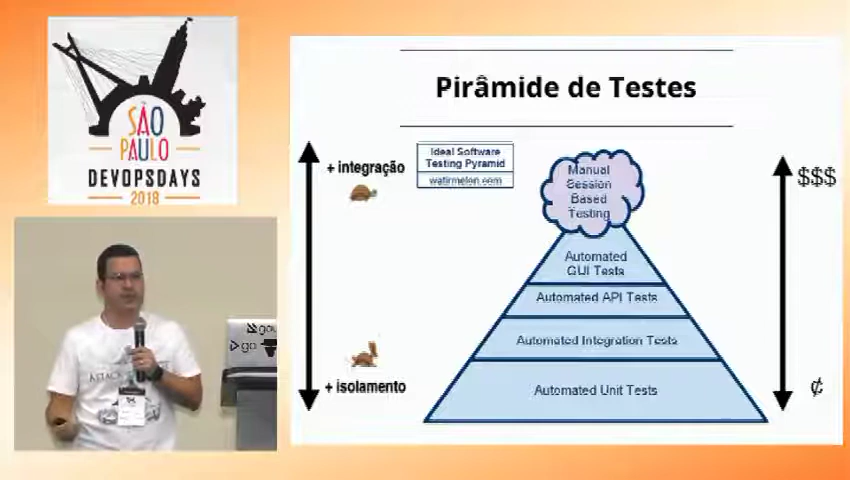 SÃO
PAULO
DEVOPSDAYS
2018
Pirâmide de Testes
+ integração
Ideal Software
Testing Pyramid
watirmelon.com
Manual
Session
Based
Testing
$$$
Automated
GUI Tests
Automated API Tests
Automated Integration Tests
+ isolamento
Automated Unit Tests
¢
ATTACK